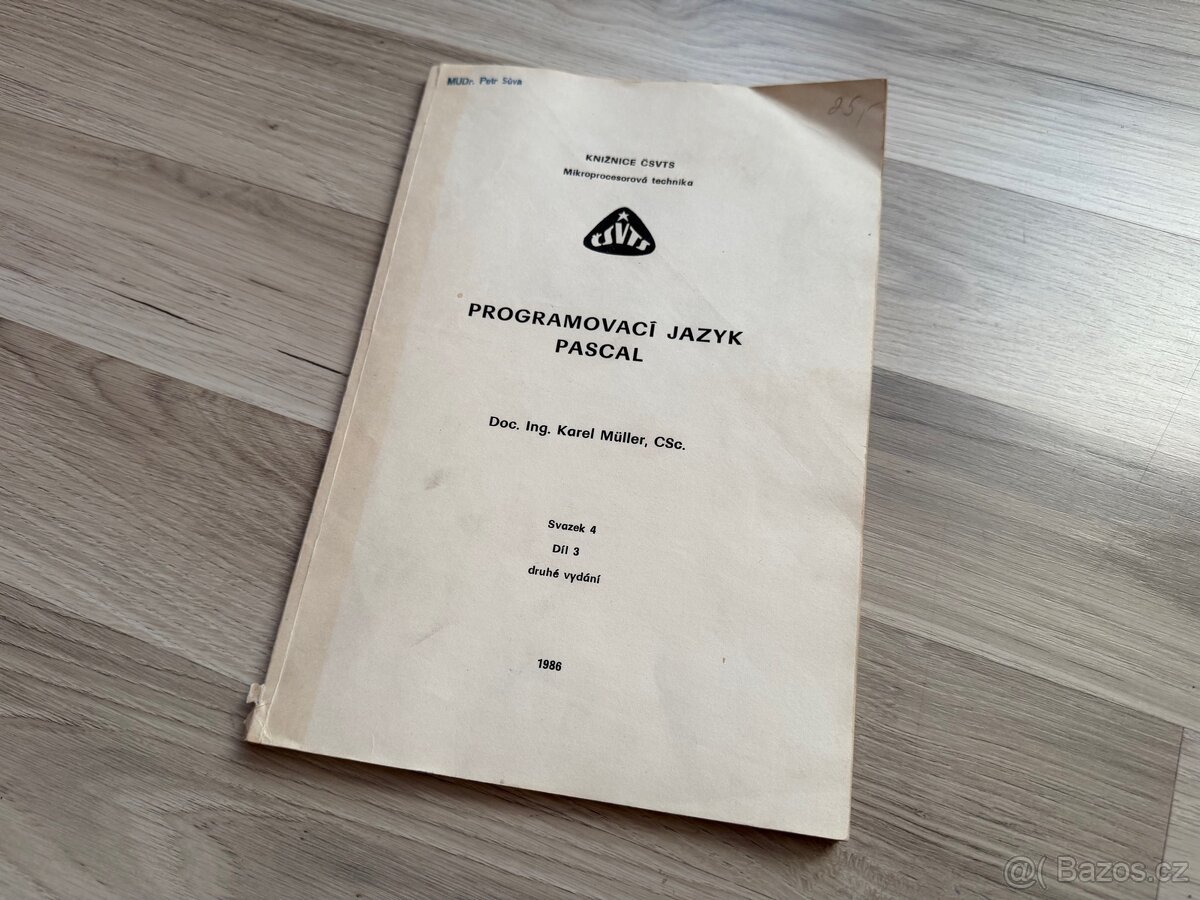 MUDr. Petr Sůva
25,-
KNIŽNICE ČSVTS
Mikroprocesorová technika
ČSVTS
PROGRAMOVACÍ JAZYK
PASCAL
Doc. Ing. Karel Müller, CSc.
Svazek 4
Díl 3
druhé vydání
1986
@( Bazos.cz